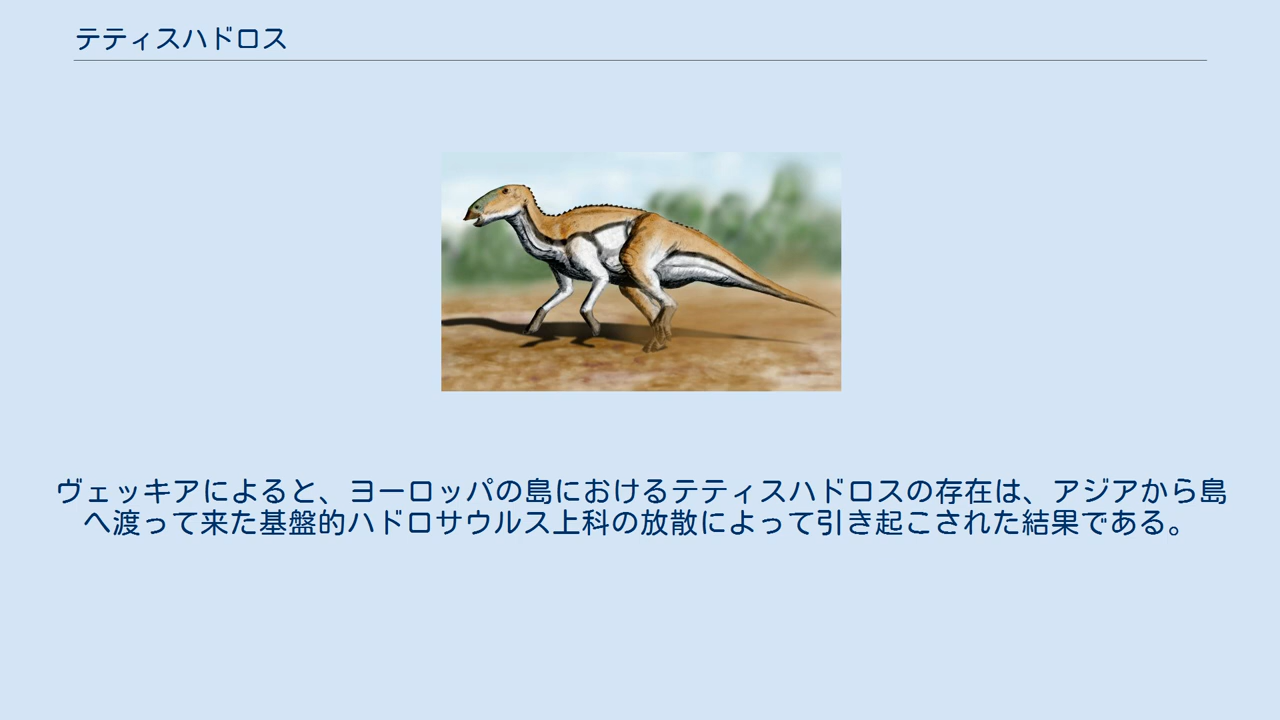 テティスハドロス
ヴェッキアによると、ヨーロッパの島におけるテティスハドロスの存在は、アジアから島
へ渡って来た基盤的ハドロサウルス上科の放散によって引き起こされた結果である。